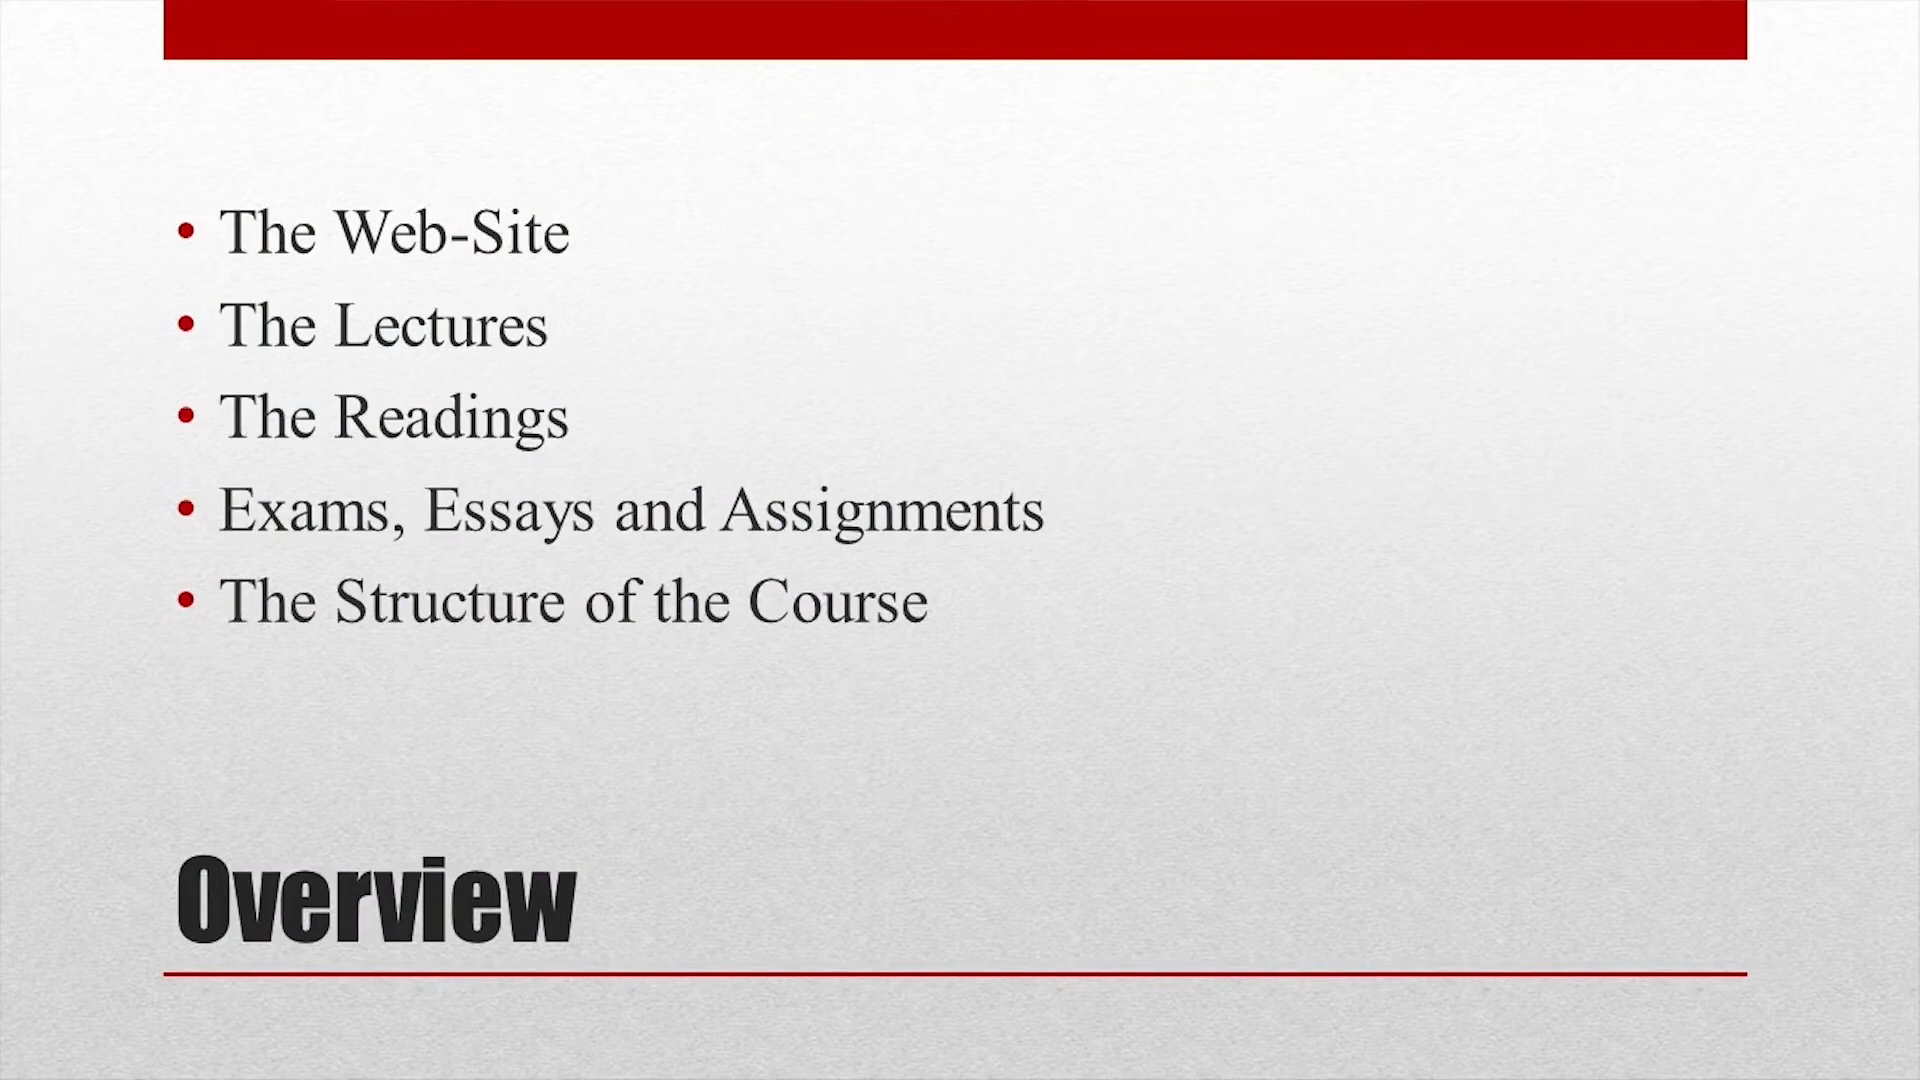 • The Web-Site
• The Lectures
• The Readings
• Exams, Essays and Assignments
• The Structure of the Course
Overview